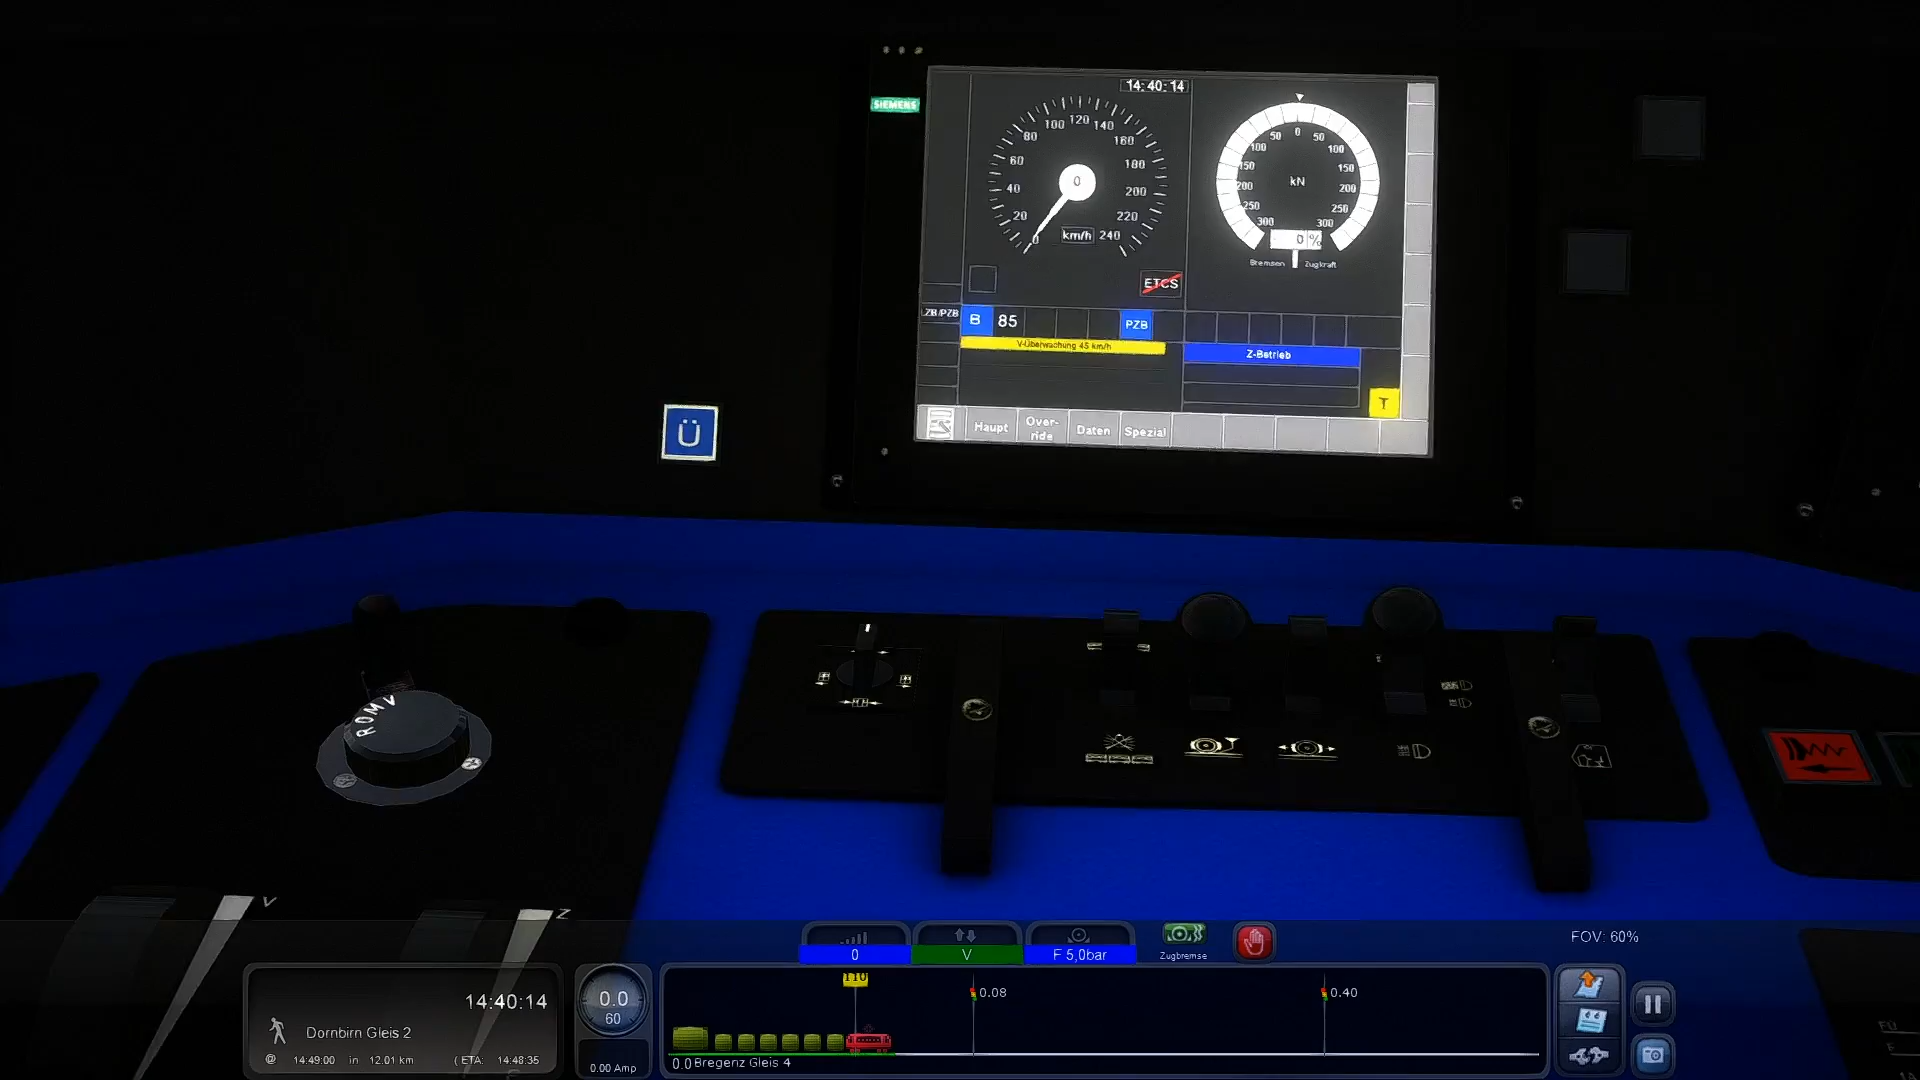 SIEMENS
14:40:14
0 20 40 60 80 100 120 140 160 180 200 220 240
0
km/h
300 250 200 150 100 50 0 50 100 150 200 250 300
kN
0 %
Bremsen Zugkraft
ETCS
LZB/PZB
B 85 PZB
V-Überwachung 45 km/h
Z-Betrieb
T
Haupt
Over-
ride
Daten
Spezial
Ü
R O M V
V
Z
FOV: 60%
0
V
F 5,0bar
Zugbremse
14:40:14
Dornbirn Gleis 2
@ 14:49:00 in 12.01 km ( ETA: 14:48:35
0.0
60
0.00 Amp
110
0.08
0.40
0.0 Bregenz Gleis 4